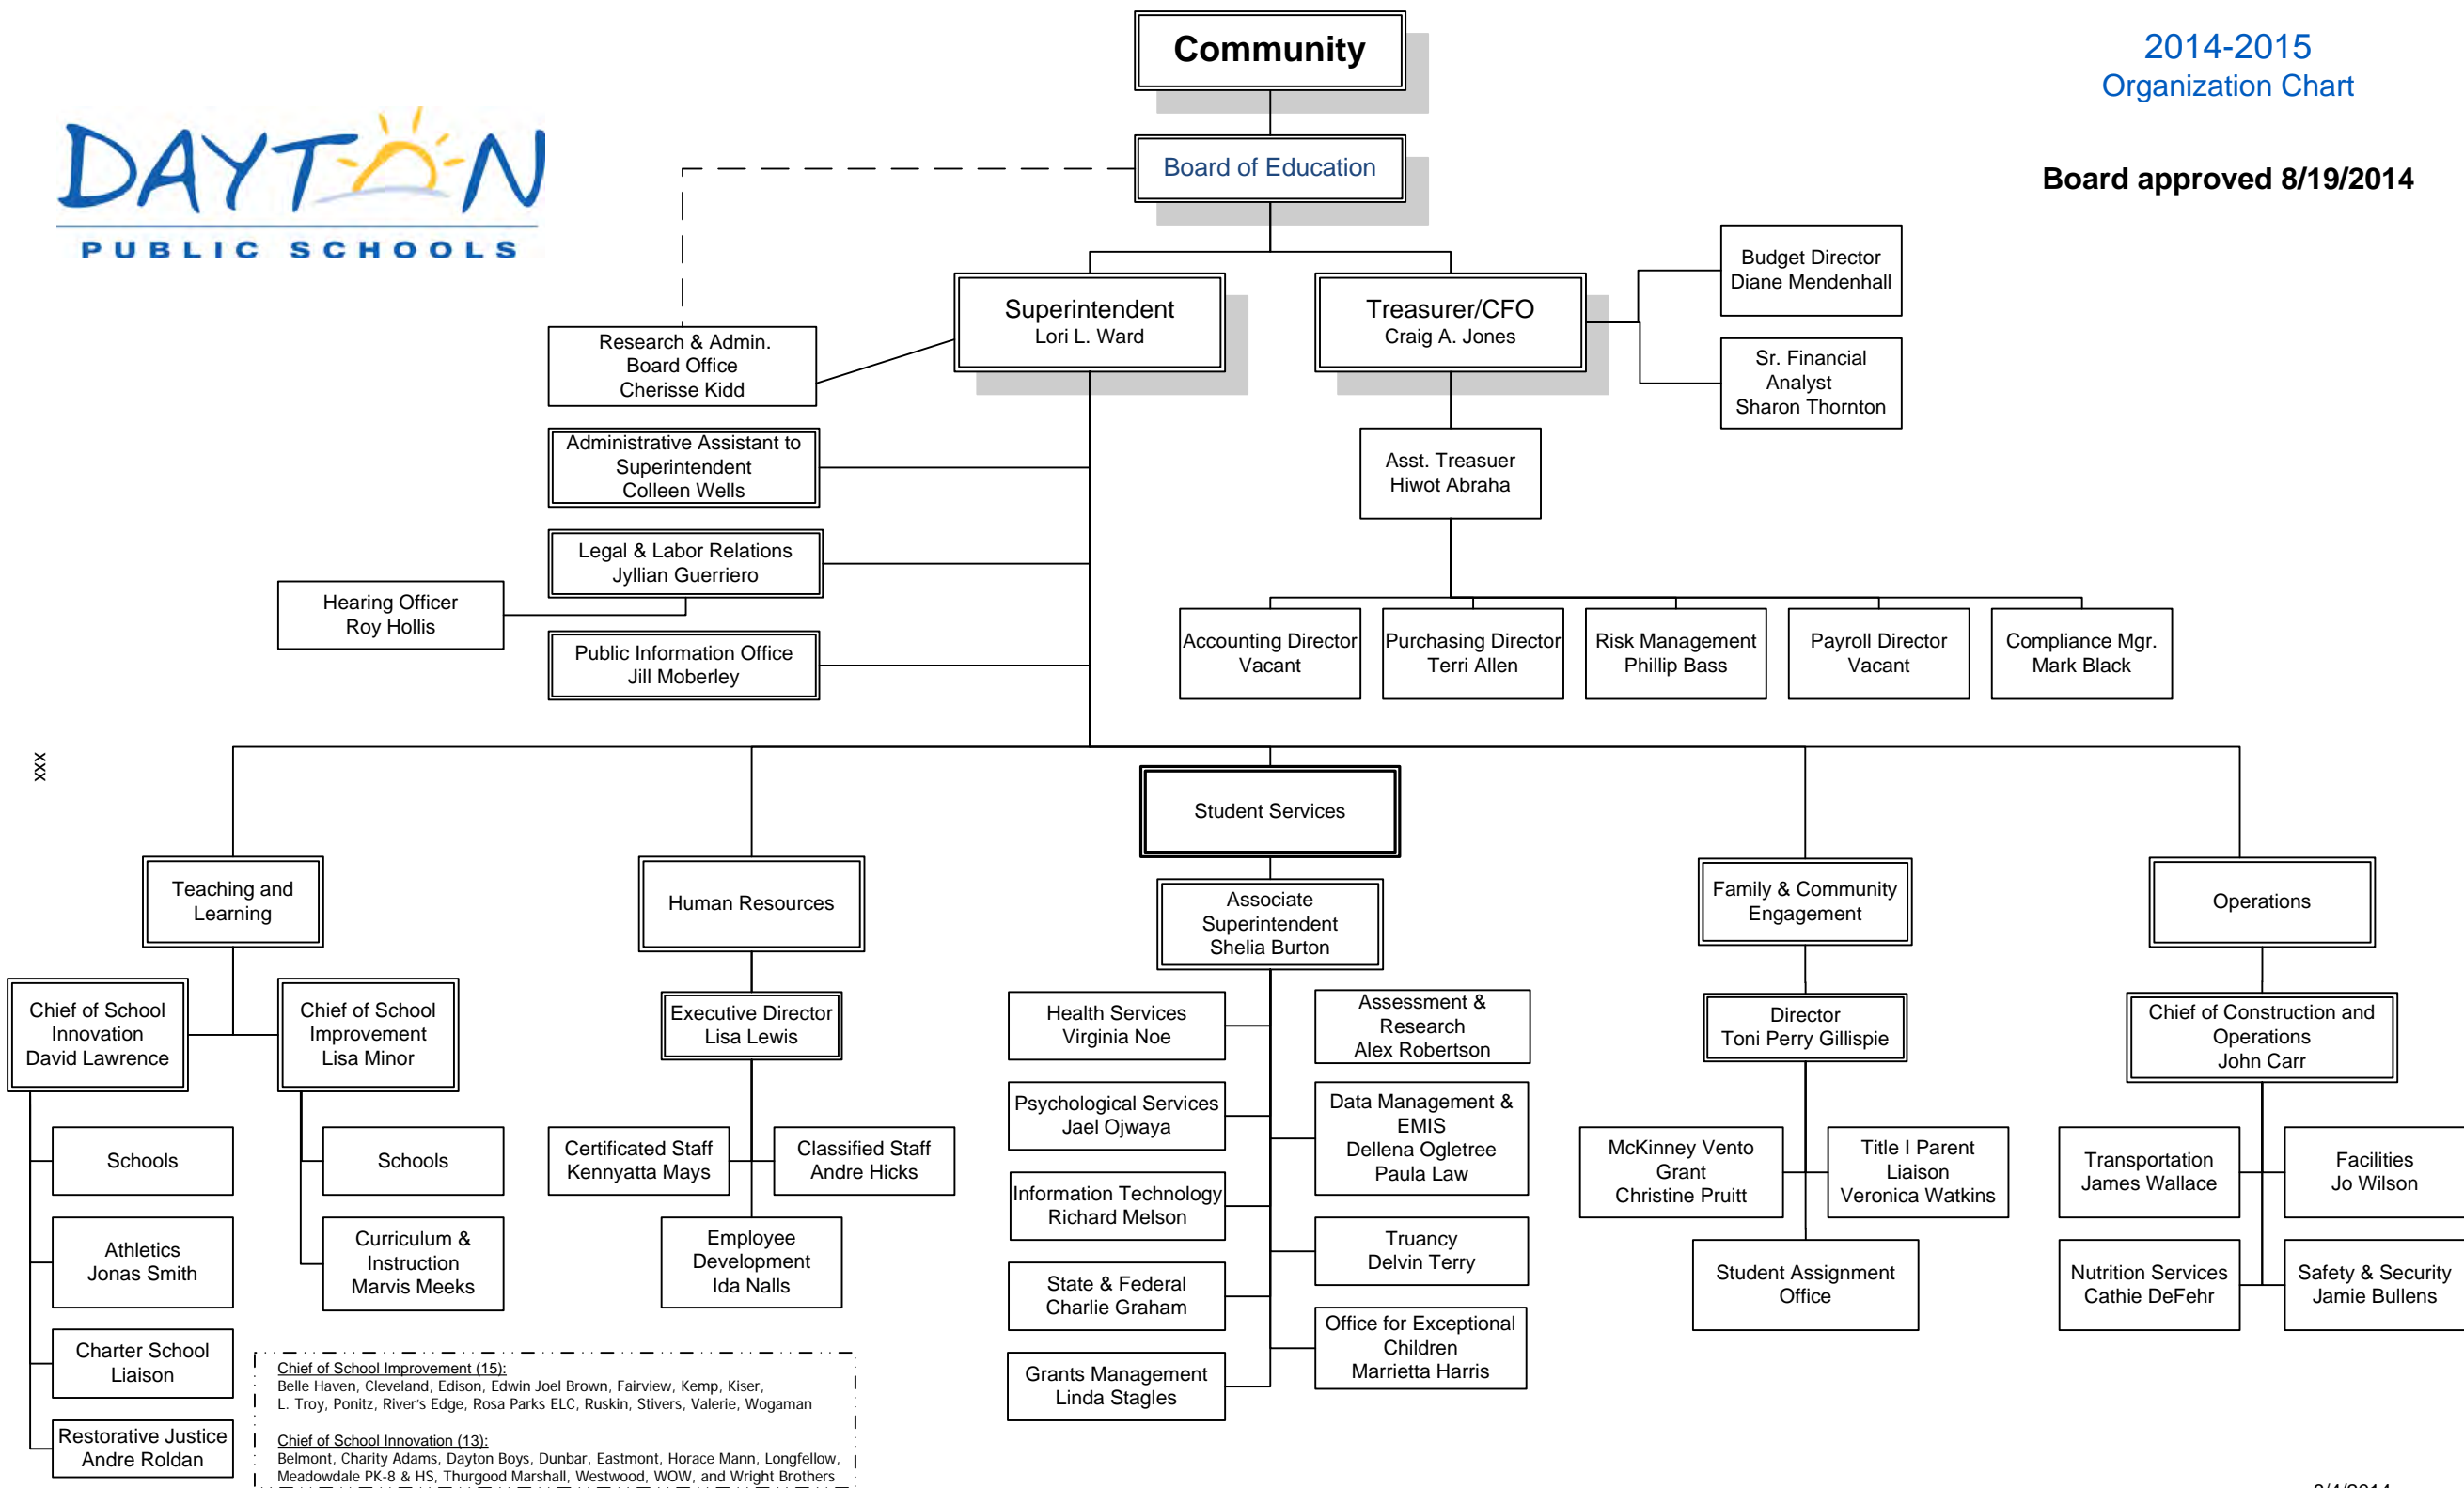 Community
2014-2015
Organization Chart
DAYTON
PUBLIC SCHOOLS
Board of Education
Board approved 8/19/2014
Superintendent
Lori L. Ward
Treasurer/CFO
Craig A. Jones
Budget Director
Diane Mendenhall
Sr. Financial
Analyst
Sharon Thornton
Research & Admin.
Board Office
Cherisse Kidd
Administrative Assistant to
Superintendent
Colleen Wells
Asst. Treasuer
Hiwot Abraha
Legal & Labor Relations
Jyllian Guerriero
Hearing Officer
Roy Hollis
Public Information Office
Jill Moberley
Accounting Director
Vacant
Purchasing Director
Terri Allen
Risk Management
Phillip Bass
Payroll Director
Vacant
Compliance Mgr.
Mark Black
xxx
Student Services
Teaching and
Learning
Human Resources
Associate
Superintendent
Shelia Burton
Family & Community
Engagement
Operations
Chief of School
Innovation
David Lawrence
Chief of School
Improvement
Lisa Minor
Executive Director
Lisa Lewis
Health Services
Virginia Noe
Assessment &
Research
Alex Robertson
Director
Toni Perry Gillispie
Chief of Construction and
Operations
John Carr
Psychological Services
Jael Ojwaya
Data Management &
EMIS
Dellena Ogletree
Paula Law
Schools
Schools
Certificated Staff
Kennyatta Mays
Classified Staff
Andre Hicks
McKinney Vento
Grant
Christine Pruitt
Title I Parent
Liaison
Veronica Watkins
Transportation
James Wallace
Facilities
Jo Wilson
Information Technology
Richard Melson
Athletics
Jonas Smith
Curriculum &
Instruction
Marvis Meeks
Employee
Development
Ida Nalls
Truancy
Delvin Terry
Student Assignment
Office
Nutrition Services
Cathie DeFehr
Safety & Security
Jamie Bullens
State & Federal
Charlie Graham
Office for Exceptional
Children
Marrietta Harris
Charter School
Liaison
Grants Management
Linda Stagles
Restorative Justice
Andre Roldan
Chief of School Improvement (15):
Belle Haven, Cleveland, Edison, Edwin Joel Brown, Fairview, Kemp, Kiser,
L. Troy, Ponitz, River's Edge, Rosa Parks ELC, Ruskin, Stivers, Valerie, Wogaman
Chief of School Innovation (13):
Belmont, Charity Adams, Dayton Boys, Dunbar, Eastmont, Horace Mann, Longfellow,
Meadowdale PK-8 & HS, Thurgood Marshall, Westwood, WOW, and Wright Brothers